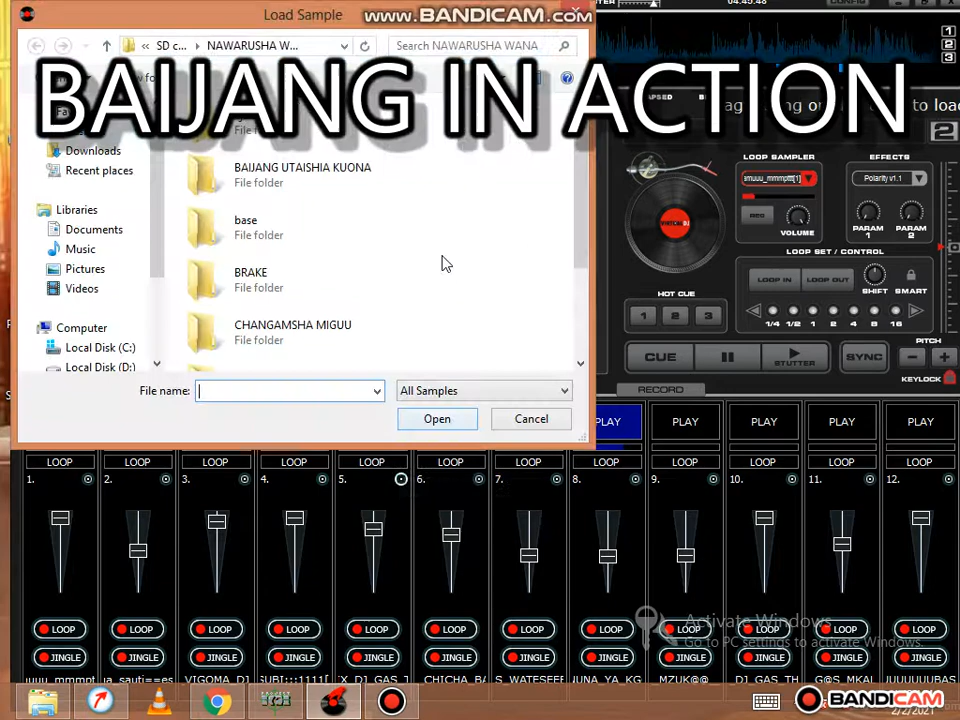 Load Sample
WWW.BANDICAM.COM
« SD c... › NAWARUSHA W...
Search NAWARUSHA WANA
BAIJANG IN ACTION
Downloads
Recent places
Libraries
Documents
Music
Pictures
Videos
Computer
Local Disk (C:)
Local Disk (D:)
BAIJANG UTAISHIA KUONA
File folder
base
File folder
BRAKE
File folder
CHANGAMSHA MIGUU
File folder
File name:
All Samples
Open
Cancel
1
2
3
2
LOOP SAMPLER
EFFECTS
smuuu_mmmpttt[1]
Polarity v1.1
REC
VOLUME
PARAM 1
PARAM 2
LOOP SET / CONTROL
LOOP IN
LOOP OUT
SHIFT
SMART
HOT CUE
1 2 3
1/4 1/2 1 2 4 8 16
CUE
STUTTER
SYNC
PITCH
KEYLOCK
RECORD
PLAY PLAY PLAY PLAY PLAY
LOOP LOOP LOOP LOOP LOOP LOOP LOOP LOOP LOOP LOOP LOOP LOOP
1. 2. 3. 4. 5. 6. 7. 8. 9. 10. 11. 12.
Activate Windows
Go to PC settings to activate Windows.
LOOP LOOP LOOP LOOP LOOP LOOP LOOP LOOP LOOP LOOP LOOP LOOP
JINGLE JINGLE JINGLE JINGLE JINGLE JINGLE JINGLE JINGLE JINGLE JINGLE JINGLE JINGLE
BANDICAM
2/2/2021